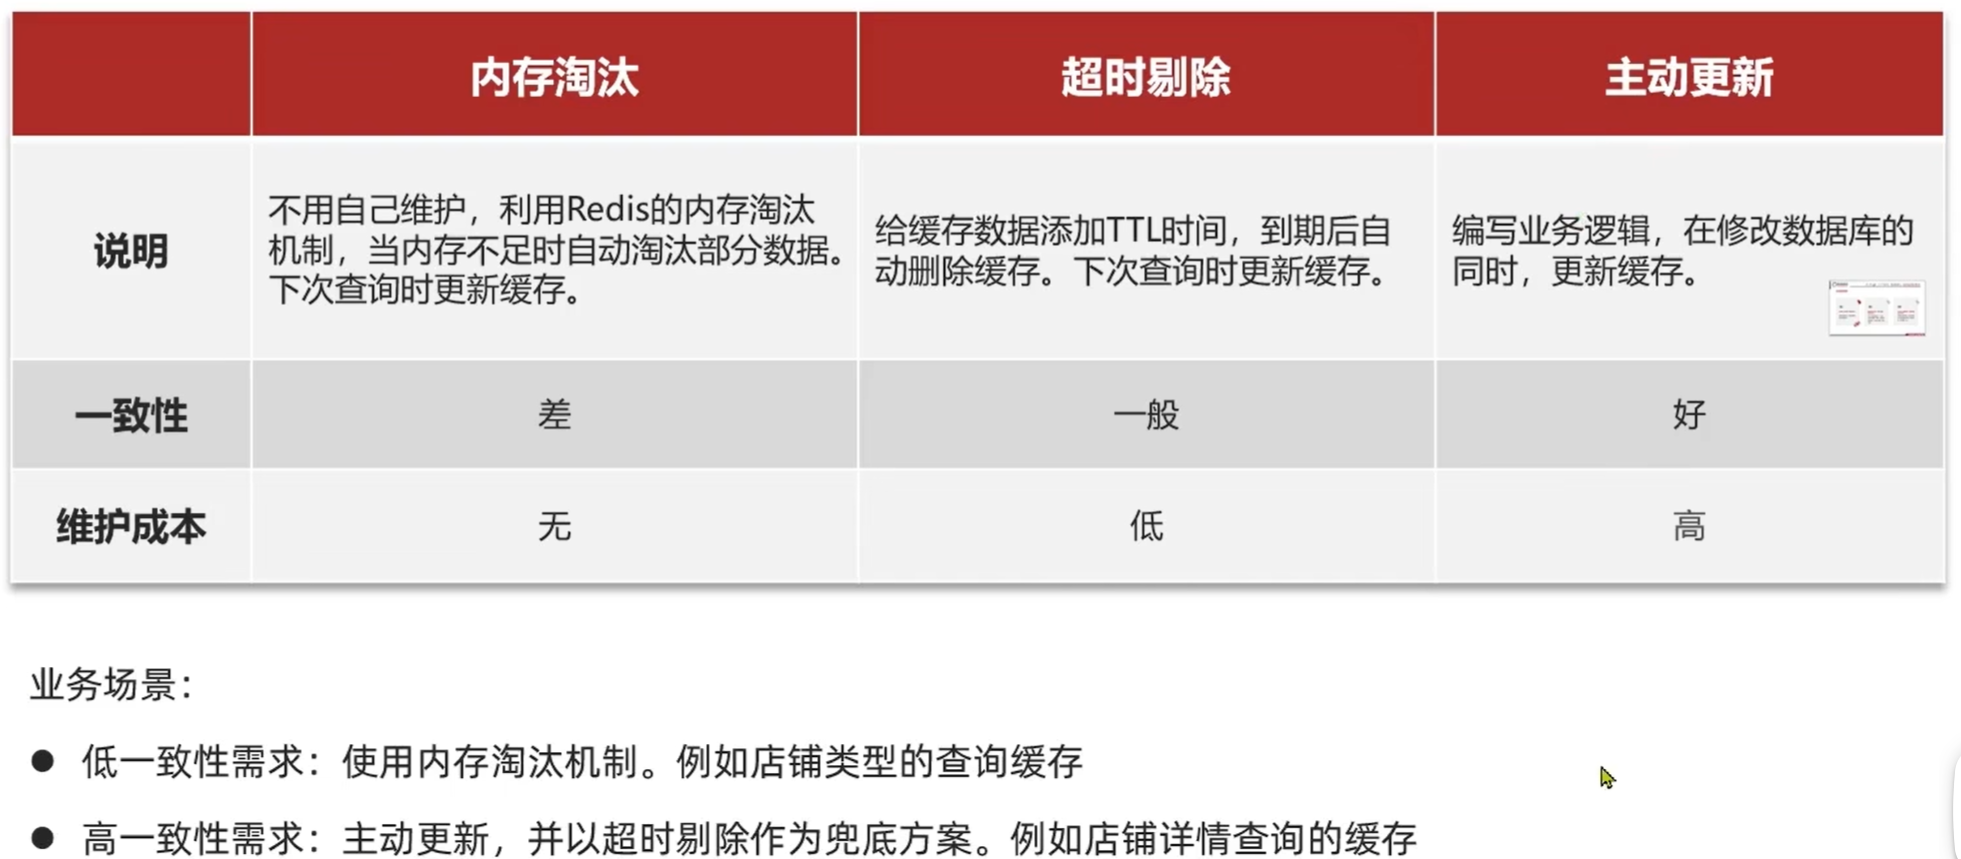 内存淘汰
超时剔除
主动更新
说明
不用自己维护，利用Redis的内存淘汰
机制，当内存不足时自动淘汰部分数据。
下次查询时更新缓存。
给缓存数据添加TTL时间，到期后自
动删除缓存。下次查询时更新缓存。
编写业务逻辑，在修改数据库的
同时，更新缓存。
一致性
差
一般
好
维护成本
无
低
高
业务场景：
● 低一致性需求：使用内存淘汰机制。例如店铺类型的查询缓存
● 高一致性需求：主动更新，并以超时剔除作为兜底方案。例如店铺详情查询的缓存